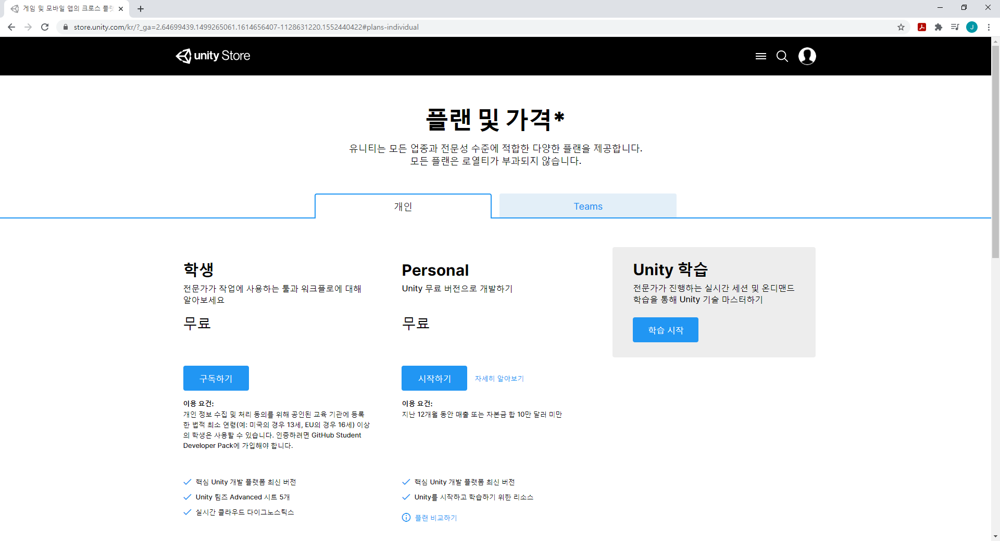 게임 및 모바일 앱의 크로스 플랫
store.unity.com/kr/?_ga=2.64699439.1499265061.1614656407-1128631220.1552440422#plans-individual
J
unity Store
플랜 및 가격*
유니티는 모든 업종과 전문성 수준에 적합한 다양한 플랜을 제공합니다.
모든 플랜은 로열티가 부과되지 않습니다.
개인
Teams
학생
전문가가 작업에 사용하는 툴과 워크플로에 대해
알아보세요
무료
구독하기
이용 요건:
개인 정보 수집 및 처리 동의를 위해 공인된 교육 기관에 등록
한 법적 최소 연령(예: 미국의 경우 13세, EU의 경우 16세) 이상
의 학생은 사용할 수 있습니다. 인증하려면 GitHub Student
Developer Pack에 가입해야 합니다.
핵심 Unity 개발 플랫폼 최신 버전
Unity 팀즈 Advanced 시트 5개
실시간 클라우드 다이그노스틱스
Personal
Unity 무료 버전으로 개발하기
무료
시작하기
자세히 알아보기
이용 요건:
지난 12개월 동안 매출 또는 자본금 합 10만 달러 미만
핵심 Unity 개발 플랫폼 최신 버전
Unity를 시작하고 학습하기 위한 리소스
플랜 비교하기
Unity 학습
전문가가 진행하는 실시간 세션 및 온디맨드
학습을 통해 Unity 기술 마스터하기
학습 시작